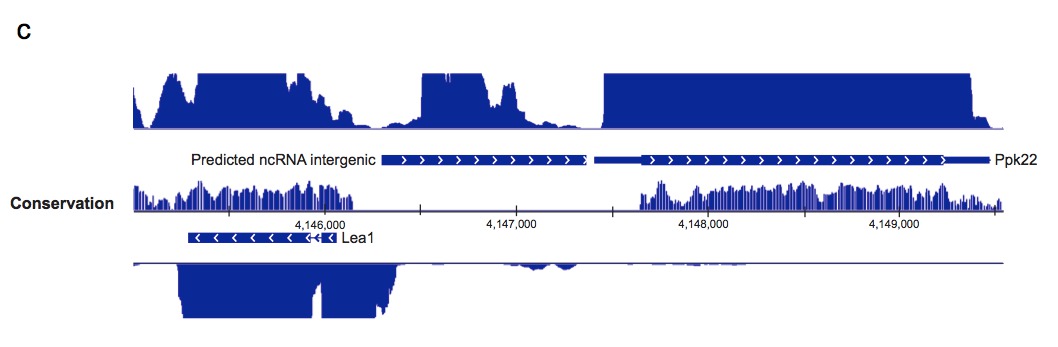 C
Predicted ncRNA intergenic
Ppk22
Conservation
4,146,000 4,147,000 4,148,000 4,149,000
Lea1